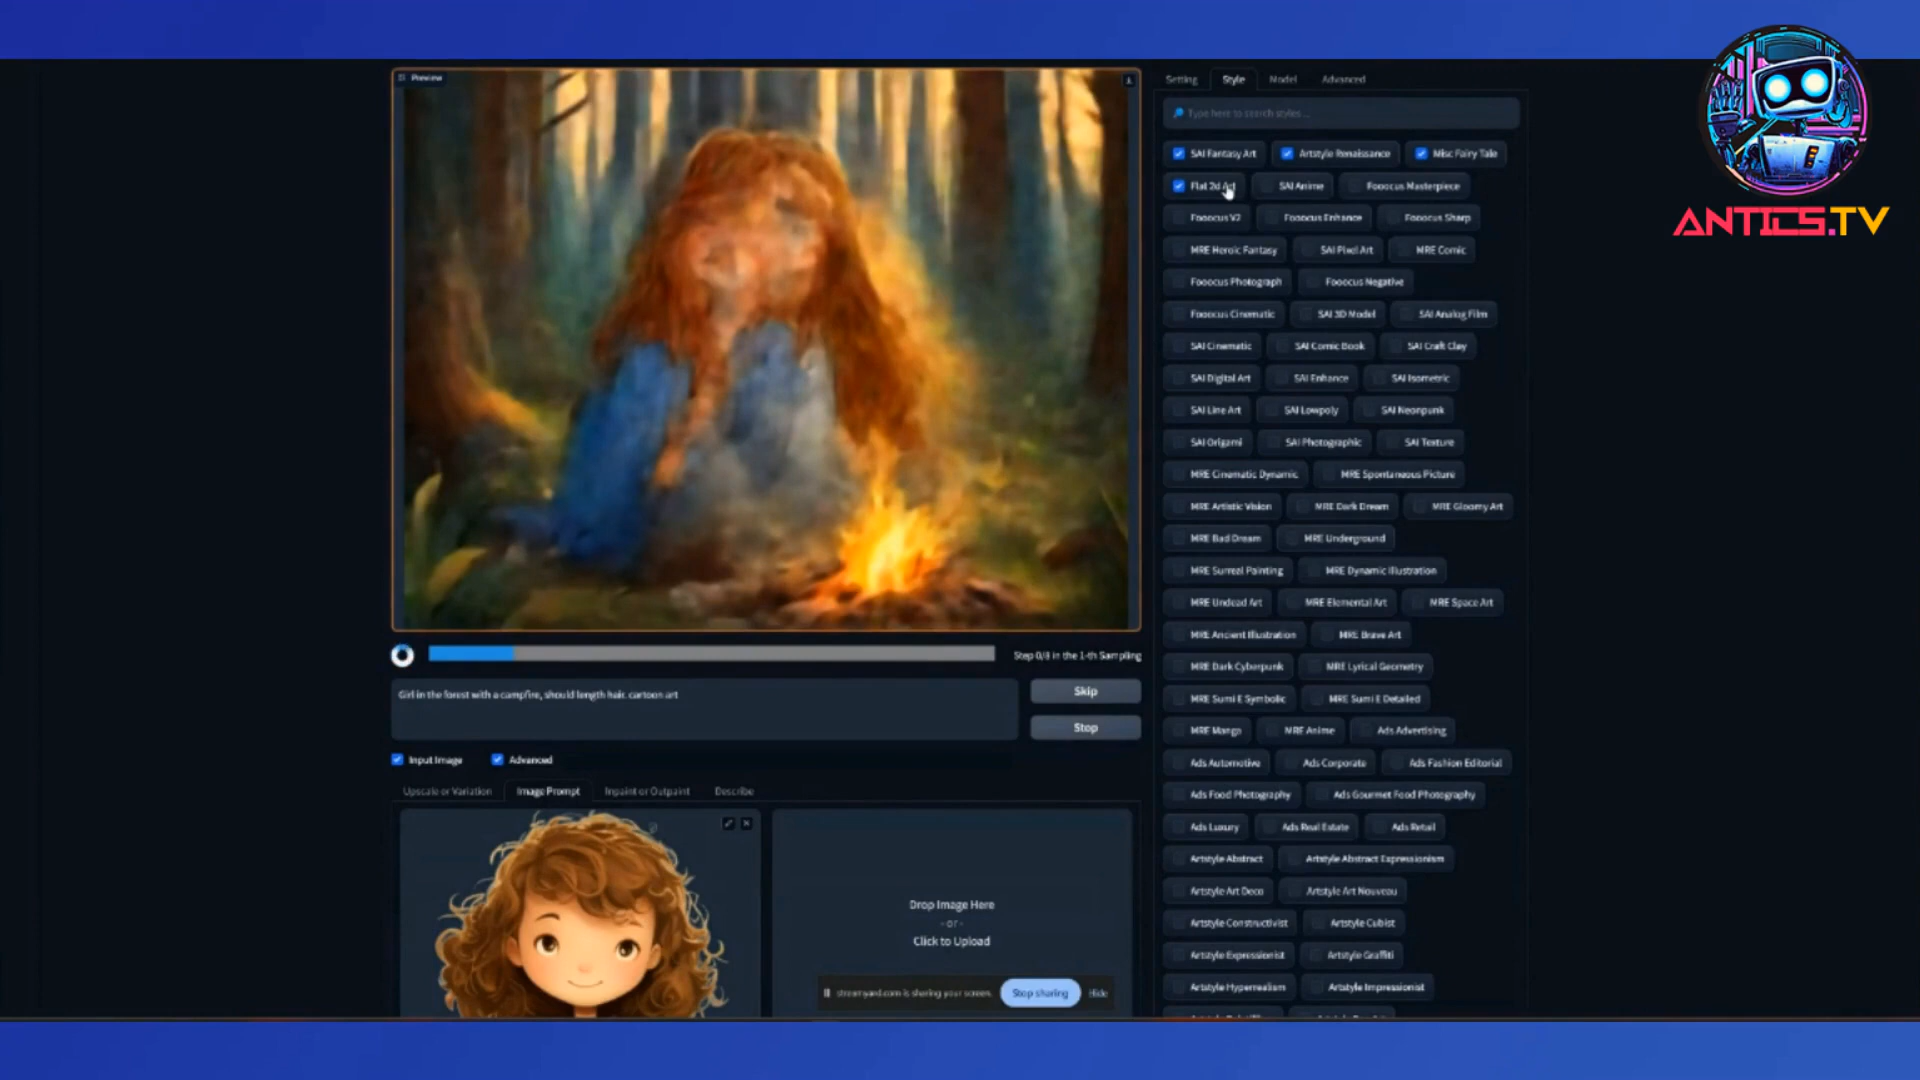 Preview
Setting Style Model Advanced
Type here to search styles ...
SAI Fantasy Art Artstyle Renaissance Misc Fairy Tale
Flat 2d Art SAI Anime Fooocus Masterpiece
Fooocus V2 Fooocus Enhance Fooocus Sharp
MRE Heroic Fantasy SAI Pixel Art MRE Comic
Fooocus Photograph Fooocus Negative
Fooocus Cinematic SAI 3D Model SAI Analog Film
SAI Cinematic SAI Comic Book SAI Craft Clay
SAI Digital Art SAI Enhance SAI Isometric
SAI Line Art SAI Lowpoly SAI Neonpunk
SAI Origami SAI Photographic SAI Texture
MRE Cinematic Dynamic MRE Spontaneous Picture
MRE Artistic Vision MRE Dark Dream MRE Gloomy Art
MRE Bad Dream MRE Underground
MRE Surreal Painting MRE Dynamic Illustration
MRE Undead Art MRE Elemental Art MRE Space Art
MRE Ancient Illustration MRE Brave Art
MRE Dark Cyberpunk MRE Lyrical Geometry
MRE Sumi E Symbolic MRE Sumi E Detailed
MRE Manga MRE Anime Ads Advertising
Ads Automotive Ads Corporate Ads Fashion Editorial
Ads Food Photography Ads Gourmet Food Photography
Ads Luxury Ads Real Estate Ads Retail
Artstyle Abstract Artstyle Abstract Expressionism
Artstyle Art Deco Artstyle Art Nouveau
Artstyle Constructivist Artstyle Cubist
Artstyle Expressionist Artstyle Graffiti
Artstyle Hyperrealism Artstyle Impressionist
Step 0/8 in the 1-th Sampling
Girl in the forest with a campfire, should length hair. cartoon art
Skip
Stop
Input Image Advanced
Upscale or Variation Image Prompt Inpaint or Outpaint Describe
Drop Image Here
- or -
Click to Upload
streamyard.com is sharing your screen. Stop sharing Hide
ANTICS.TV